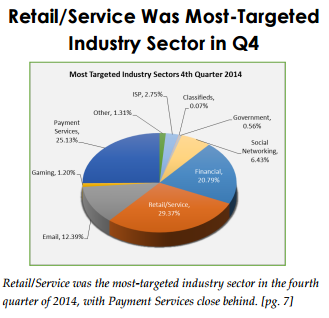 Retail/Service Was Most-Targeted
Industry Sector in Q4
Most Targeted Industry Sectors 4th Quarter 2014
ISP, 2.75%
Classifieds,
0.07%
Other, 1.31%
Government,
0.56%
Payment
Services,
25.13%
Social
Networking,
6.43%
Financial,
20.79%
Gaming, 1.20%
Retail/Service,
29.37%
Email, 12.39%
Retail/Service was the most-targeted industry sector in the fourth
quarter of 2014, with Payment Services close behind. [pg. 7]